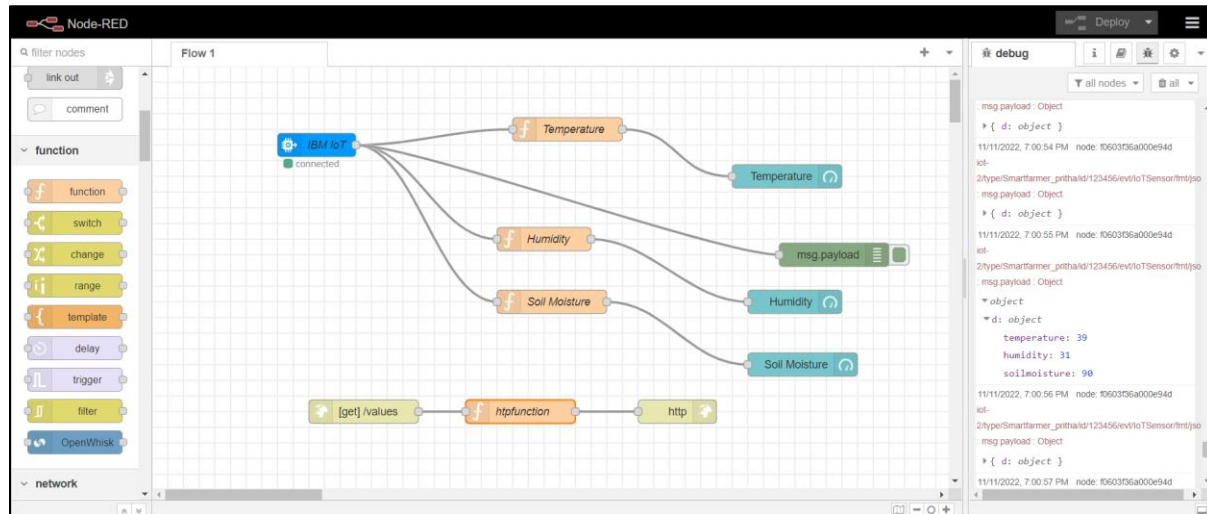 Node-RED
Deploy
filter nodes
link out
comment
function
function
switch
change
range
template
delay
trigger
filter
OpenWhisk
network
Flow 1
IBM IoT
connected
Temperature
Temperature
Humidity
msg.payload
Soil Moisture
Humidity
Soil Moisture
[get] /values
htpfunction
http
debug
i
all nodes
all
msg.payload : Object
{ d: object }
11/11/2022, 7:00:54 PM node: f0603f36a000e94d
iot-
2/type/Smartfarmer_pritha/id/123456/evt/IoTSensor/fmt/jso
: msg.payload : Object
{ d: object }
11/11/2022, 7:00:55 PM node: f0603f36a000e94d
iot-
2/type/Smartfarmer_pritha/id/123456/evt/IoTSensor/fmt/jso
: msg.payload : Object
object
d: object
temperature: 39
humidity: 31
soilmoisture: 90
11/11/2022, 7:00:56 PM node: f0603f36a000e94d
iot-
2/type/Smartfarmer_pritha/id/123456/evt/IoTSensor/fmt/jso
: msg.payload : Object
{ d: object }
11/11/2022, 7:00:57 PM node: f0603f36a000e94d